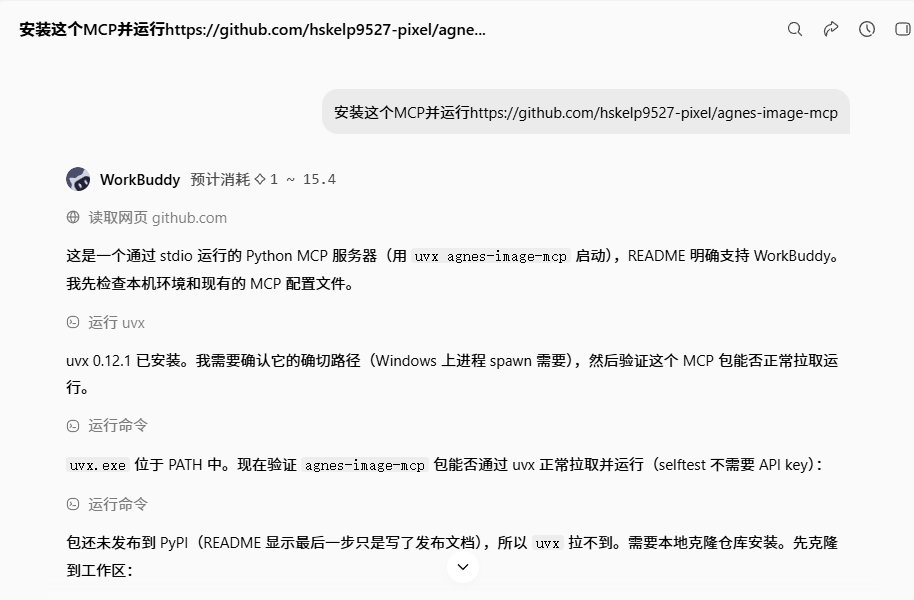 安装这个MCP并运行https://github.com/hskelp9527-pixel/agne...
安装这个MCP并运行https://github.com/hskelp9527-pixel/agnes-image-mcp
WorkBuddy 预计消耗 1 ~ 15.4
读取网页 github.com
这是一个通过 stdio 运行的 Python MCP 服务器（用 uvx agnes-image-mcp 启动），README 明确支持 WorkBuddy。
我先检查本机环境和现有的 MCP 配置文件。
运行 uvx
uvx 0.12.1 已安装。我需要确认它的确切路径（Windows 上进程 spawn 需要），然后验证这个 MCP 包能否正常拉取运
行。
运行命令
uvx.exe 位于 PATH 中。现在验证 agnes-image-mcp 包能否通过 uvx 正常拉取并运行（selftest 不需要 API key）：
运行命令
包还未发布到 PyPI（README 显示最后一步只是写了发布文档），所以 uvx 拉不到。需要本地克隆仓库安装。先克隆
到工作区：